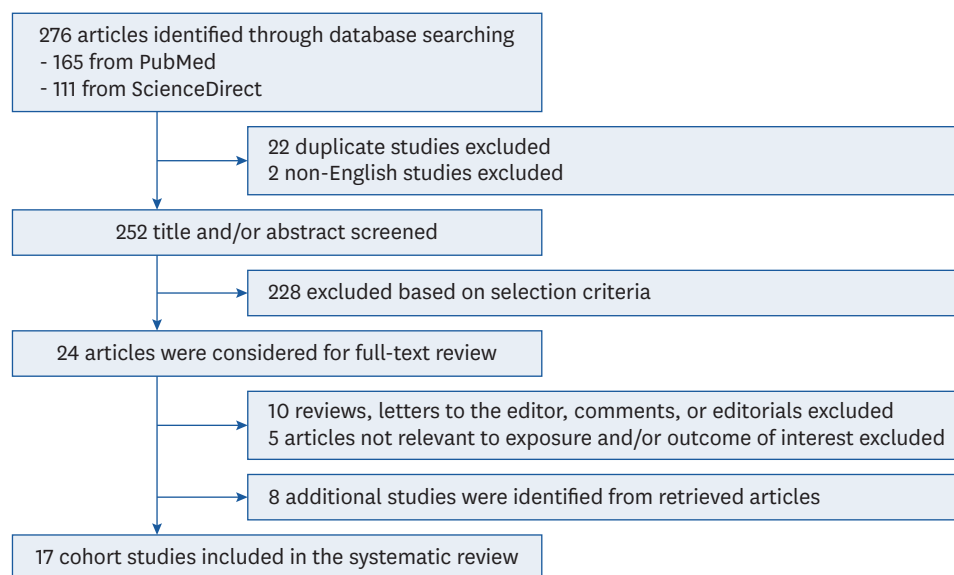 276 articles identified through database searching
- 165 from PubMed
- 111 from ScienceDirect
22 duplicate studies excluded
2 non-English studies excluded
252 title and/or abstract screened
228 excluded based on selection criteria
24 articles were considered for full-text review
10 reviews, letters to the editor, comments, or editorials excluded
5 articles not relevant to exposure and/or outcome of interest excluded
8 additional studies were identified from retrieved articles
17 cohort studies included in the systematic review